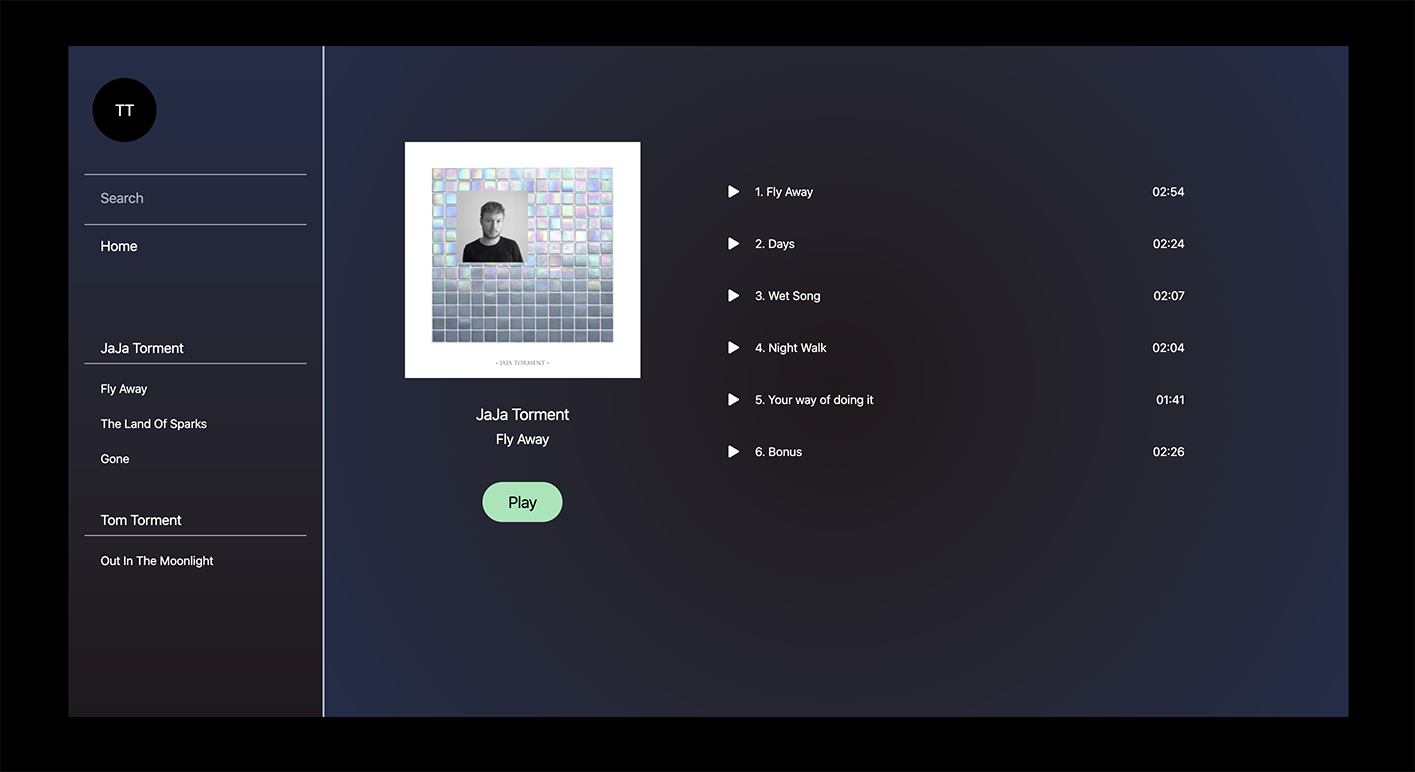 TT
Search
Home
JaJa Torment
Fly Away
The Land Of Sparks
Gone
Tom Torment
Out In The Moonlight
• JAJA TORMENT •
JaJa Torment
Fly Away
Play
1. Fly Away 02:54
2. Days 02:24
3. Wet Song 02:07
4. Night Walk 02:04
5. Your way of doing it 01:41
6. Bonus 02:26